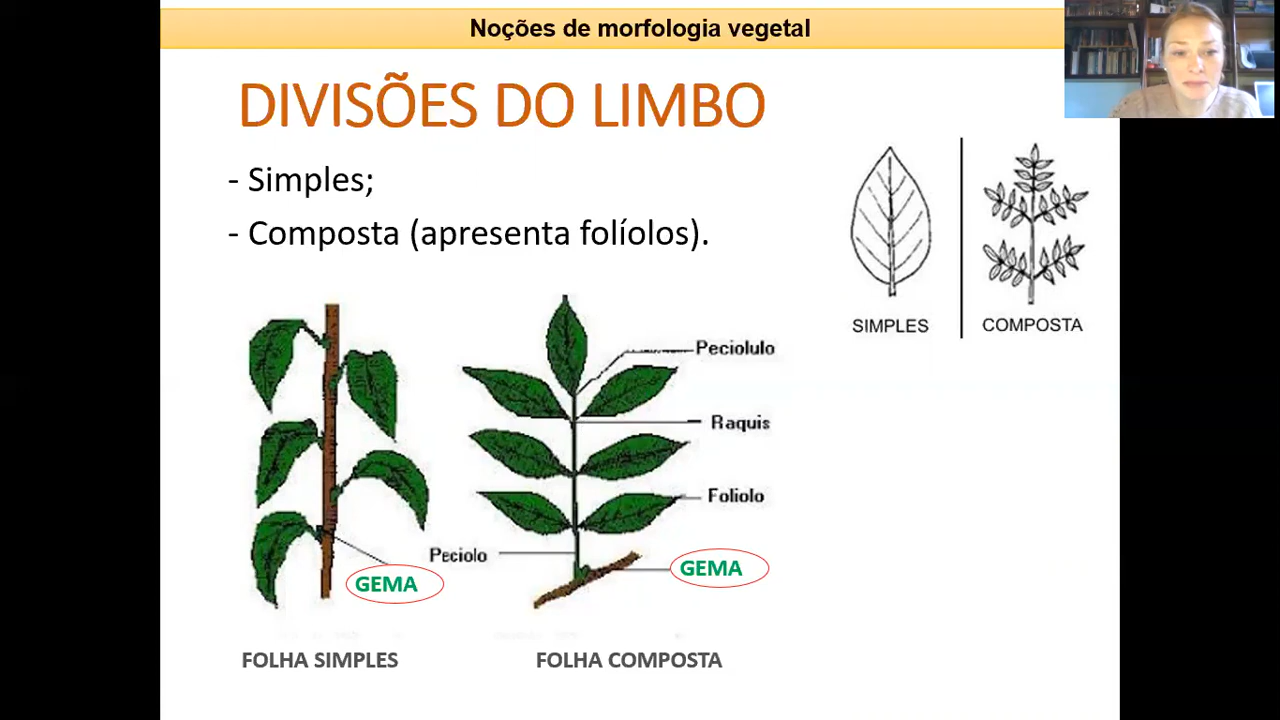 Noções de morfologia vegetal
DIVISÕES DO LIMBO
- Simples;
- Composta (apresenta folíolos).
SIMPLES
COMPOSTA
Peciolulo
Raquis
Foliolo
Peciolo
GEMA
GEMA
FOLHA SIMPLES
FOLHA COMPOSTA